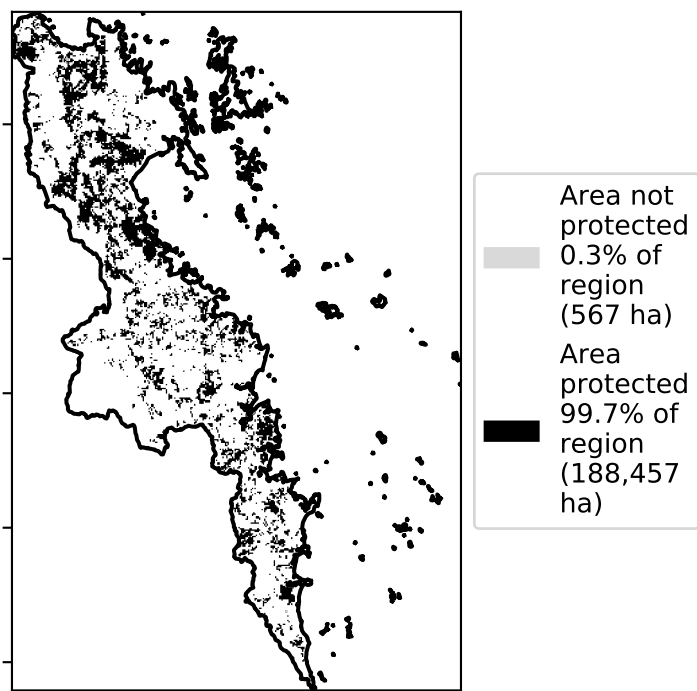 Area not
protected
0.3% of
region
(567 ha)
Area
protected
99.7% of
region
(188,457
ha)